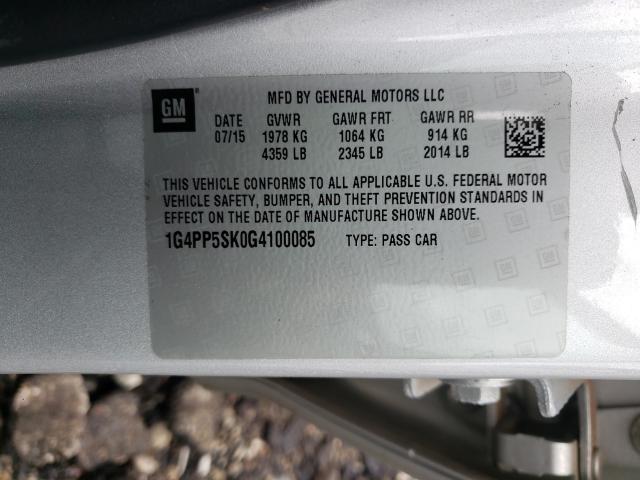 GM
MFD BY GENERAL MOTORS LLC
DATE GVWR GAWR FRT GAWR RR
07/15 1978 KG 1064 KG 914 KG
4359 LB 2345 LB 2014 LB
THIS VEHICLE CONFORMS TO ALL APPLICABLE U.S. FEDERAL MOTOR
VEHICLE SAFETY, BUMPER, AND THEFT PREVENTION STANDARDS IN
EFFECT ON THE DATE OF MANUFACTURE SHOWN ABOVE.
1G4PP5SK0G4100085 TYPE: PASS CAR